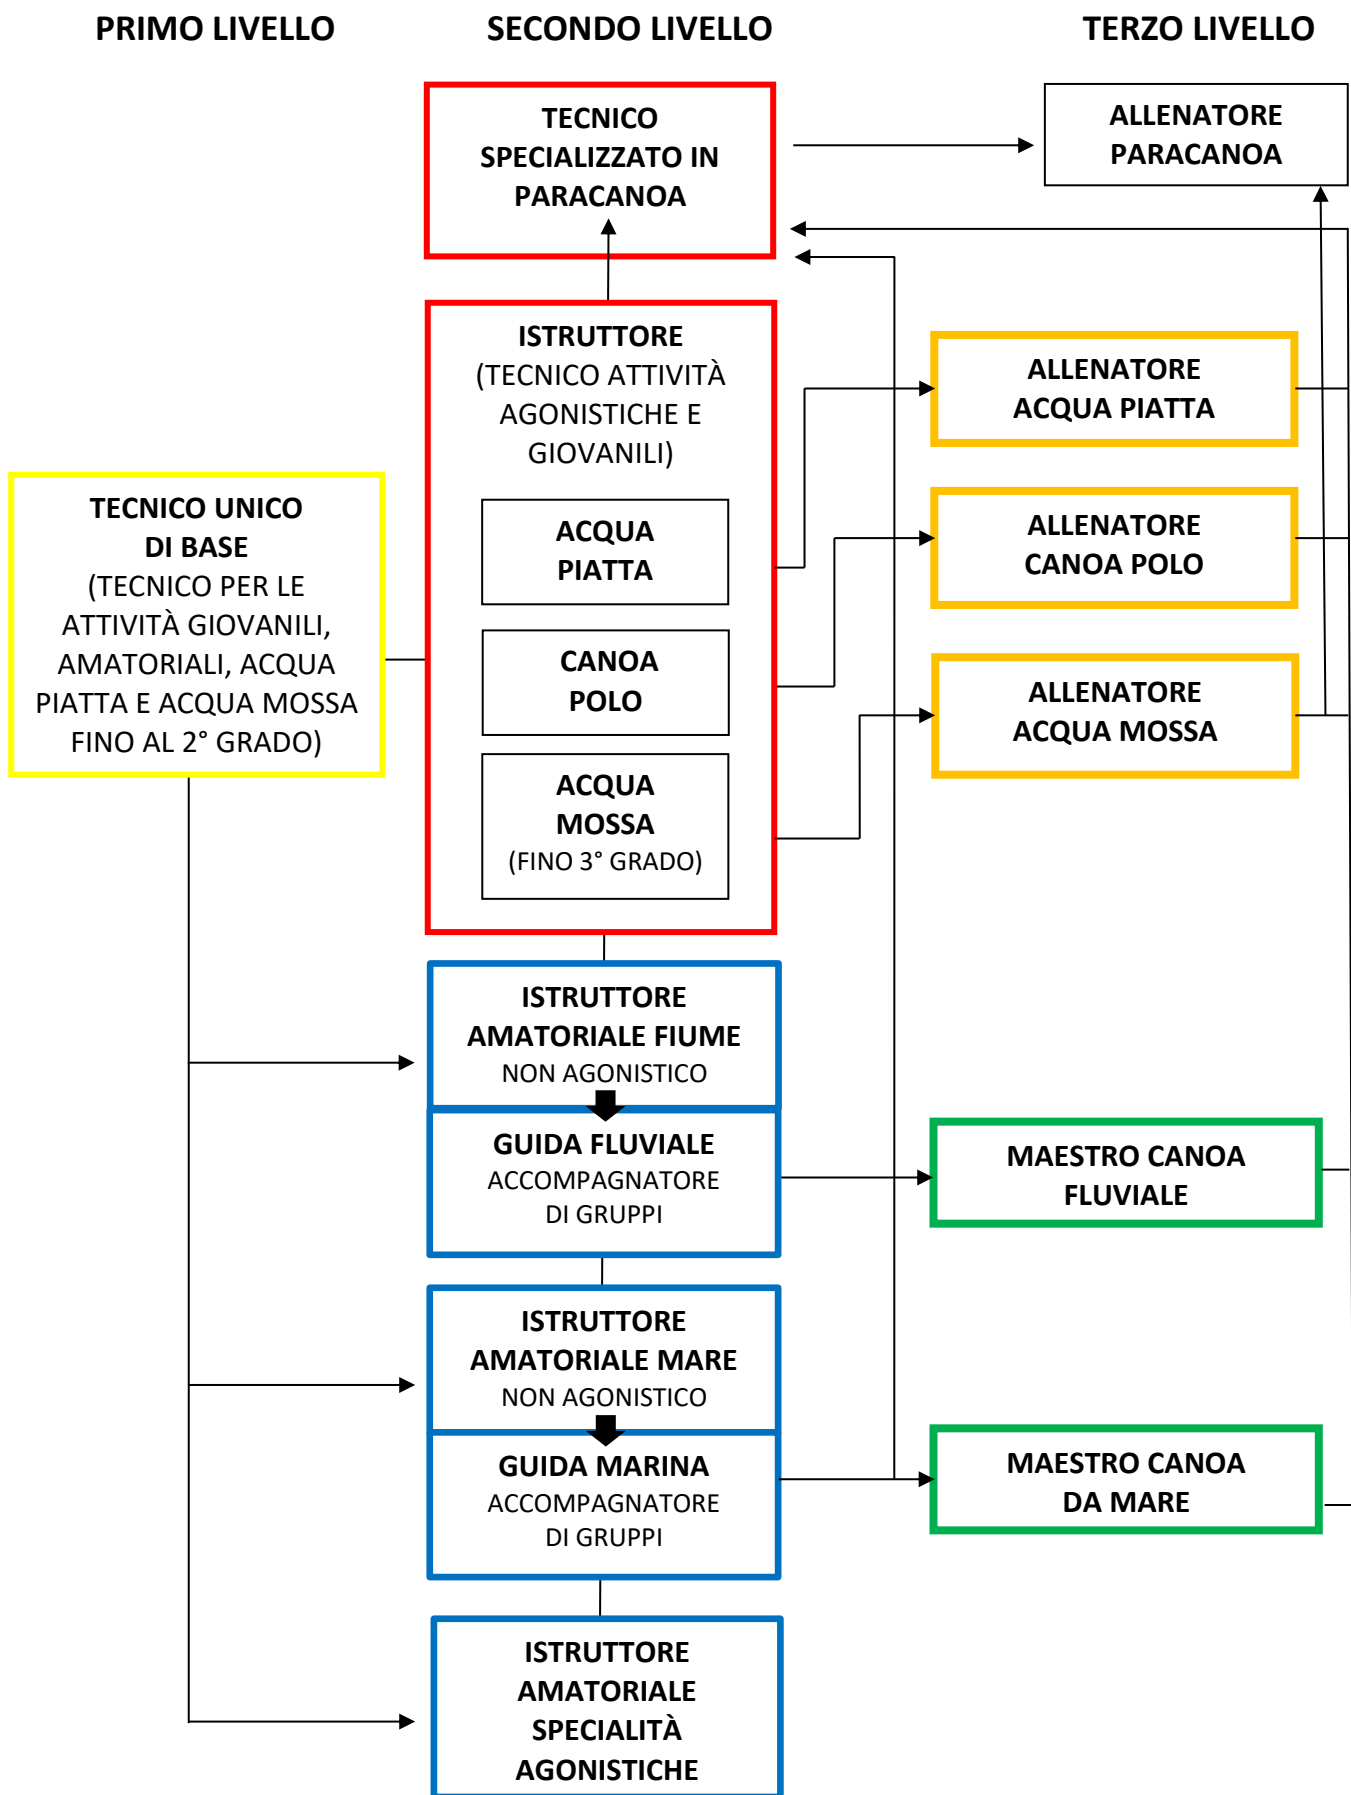 PRIMO LIVELLO
SECONDO LIVELLO
TERZO LIVELLO
TECNICO
SPECIALIZZATO IN
PARACANOA
ALLENATORE
PARACANOA
ISTRUTTORE
(TECNICO ATTIVITÀ
AGONISTICHE E
GIOVANILI)
ACQUA
PIATTA
CANOA
POLO
ACQUA
MOSSA
(FINO 3° GRADO)
ALLENATORE
ACQUA PIATTA
ALLENATORE
CANOA POLO
ALLENATORE
ACQUA MOSSA
TECNICO UNICO
DI BASE
(TECNICO PER LE
ATTIVITÀ GIOVANILI,
AMATORIALI, ACQUA
PIATTA E ACQUA MOSSA
FINO AL 2° GRADO)
ISTRUTTORE
AMATORIALE FIUME
NON AGONISTICO
GUIDA FLUVIALE
ACCOMPAGNATORE
DI GRUPPI
MAESTRO CANOA
FLUVIALE
ISTRUTTORE
AMATORIALE MARE
NON AGONISTICO
GUIDA MARINA
ACCOMPAGNATORE
DI GRUPPI
MAESTRO CANOA
DA MARE
ISTRUTTORE
AMATORIALE
SPECIALITÀ
AGONISTICHE